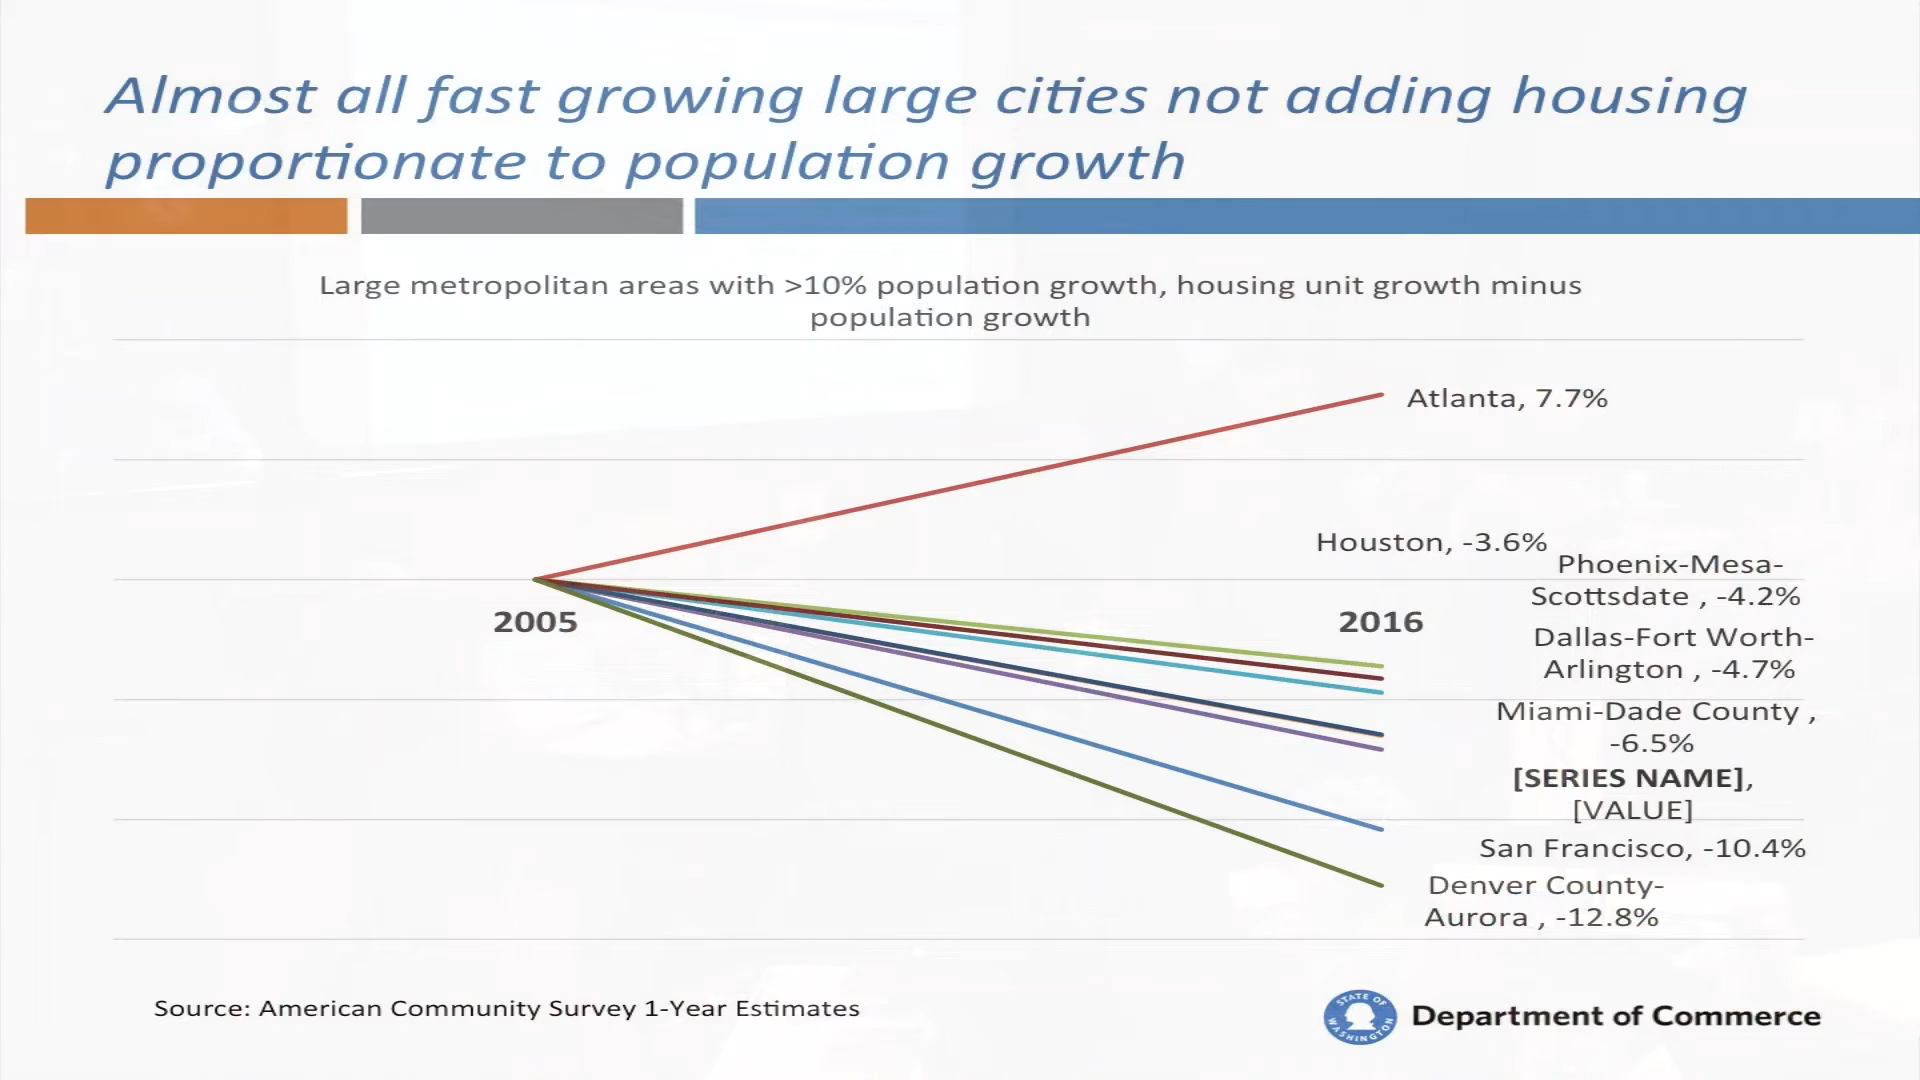 Almost all fast growing large cities not adding housing
proportionate to population growth
Large metropolitan areas with >10% population growth, housing unit growth minus
population growth
Atlanta, 7.7%
Houston, -3.6%
Phoenix-Mesa-
Scottsdate , -4.2%
2005
2016
Dallas-Fort Worth-
Arlington , -4.7%
Miami-Dade County ,
-6.5%
[SERIES NAME],
[VALUE]
San Francisco, -10.4%
Denver County-
Aurora , -12.8%
Source: American Community Survey 1-Year Estimates
STATE OF
WASHINGTON
Department of Commerce